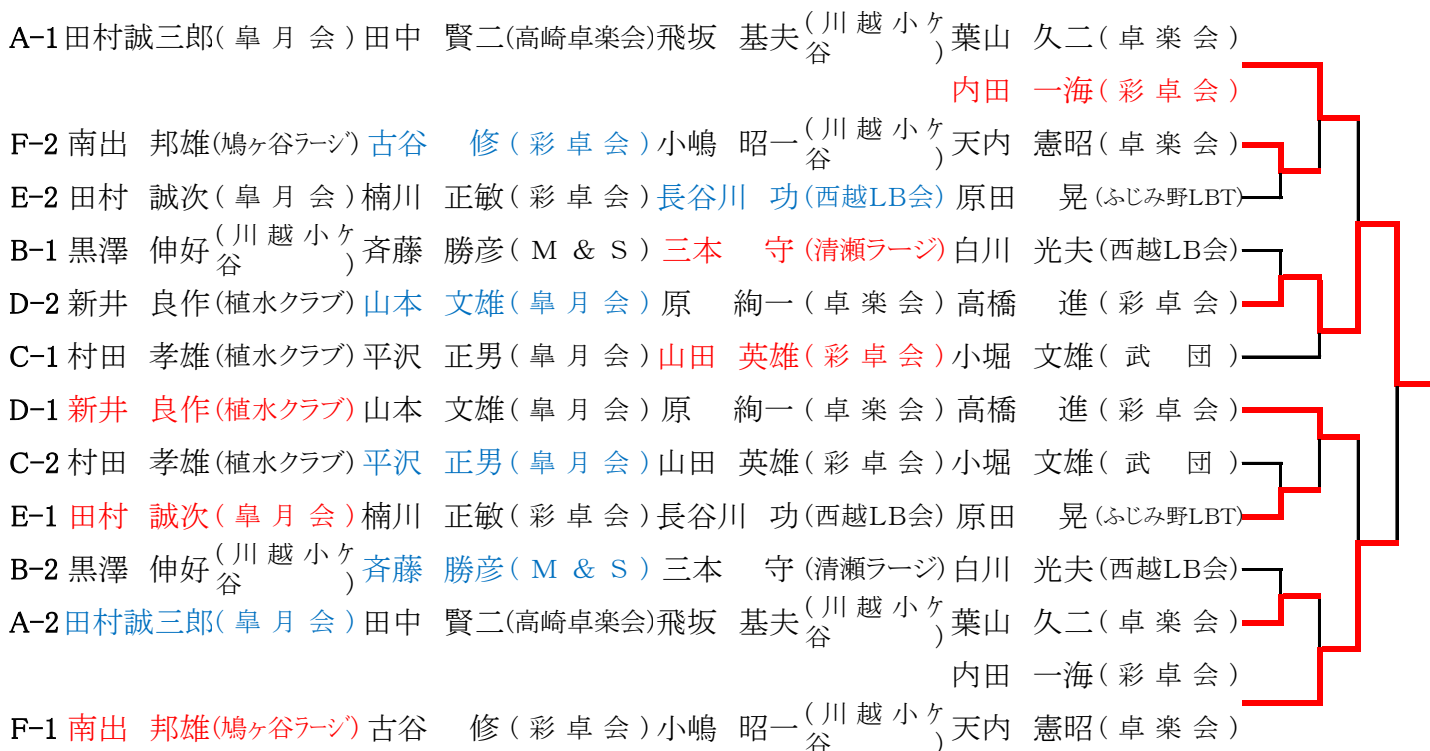 A-1 田村誠三郎(皐月会) 田中 賢二(高崎卓楽会) 飛坂 基夫(川越小ケ谷) 葉山 久二(卓楽会)
内田 一海(彩卓会)
F-2 南出 邦雄(鳩ヶ谷ラージ) 古谷 修(彩卓会) 小嶋 昭一(川越小ケ谷) 天内 憲昭(卓楽会)
E-2 田村 誠次(皐月会) 楠川 正敏(彩卓会) 長谷川 功(西越LB会) 原田 晃(ふじみ野LBT)
B-1 黒澤 伸好(川越小ケ谷) 斉藤 勝彦(M & S) 三本 守(清瀬ラージ) 白川 光夫(西越LB会)
D-2 新井 良作(植水クラブ) 山本 文雄(皐月会) 原 絢一(卓楽会) 高橋 進(彩卓会)
C-1 村田 孝雄(植水クラブ) 平沢 正男(皐月会) 山田 英雄(彩卓会) 小堀 文雄(武団)
D-1 新井 良作(植水クラブ) 山本 文雄(皐月会) 原 絢一(卓楽会) 高橋 進(彩卓会)
C-2 村田 孝雄(植水クラブ) 平沢 正男(皐月会) 山田 英雄(彩卓会) 小堀 文雄(武団)
E-1 田村 誠次(皐月会) 楠川 正敏(彩卓会) 長谷川 功(西越LB会) 原田 晃(ふじみ野LBT)
B-2 黒澤 伸好(川越小ケ谷) 斉藤 勝彦(M & S) 三本 守(清瀬ラージ) 白川 光夫(西越LB会)
A-2 田村誠三郎(皐月会) 田中 賢二(高崎卓楽会) 飛坂 基夫(川越小ケ谷) 葉山 久二(卓楽会)
内田 一海(彩卓会)
F-1 南出 邦雄(鳩ヶ谷ラージ) 古谷 修(彩卓会) 小嶋 昭一(川越小ケ谷) 天内 憲昭(卓楽会)